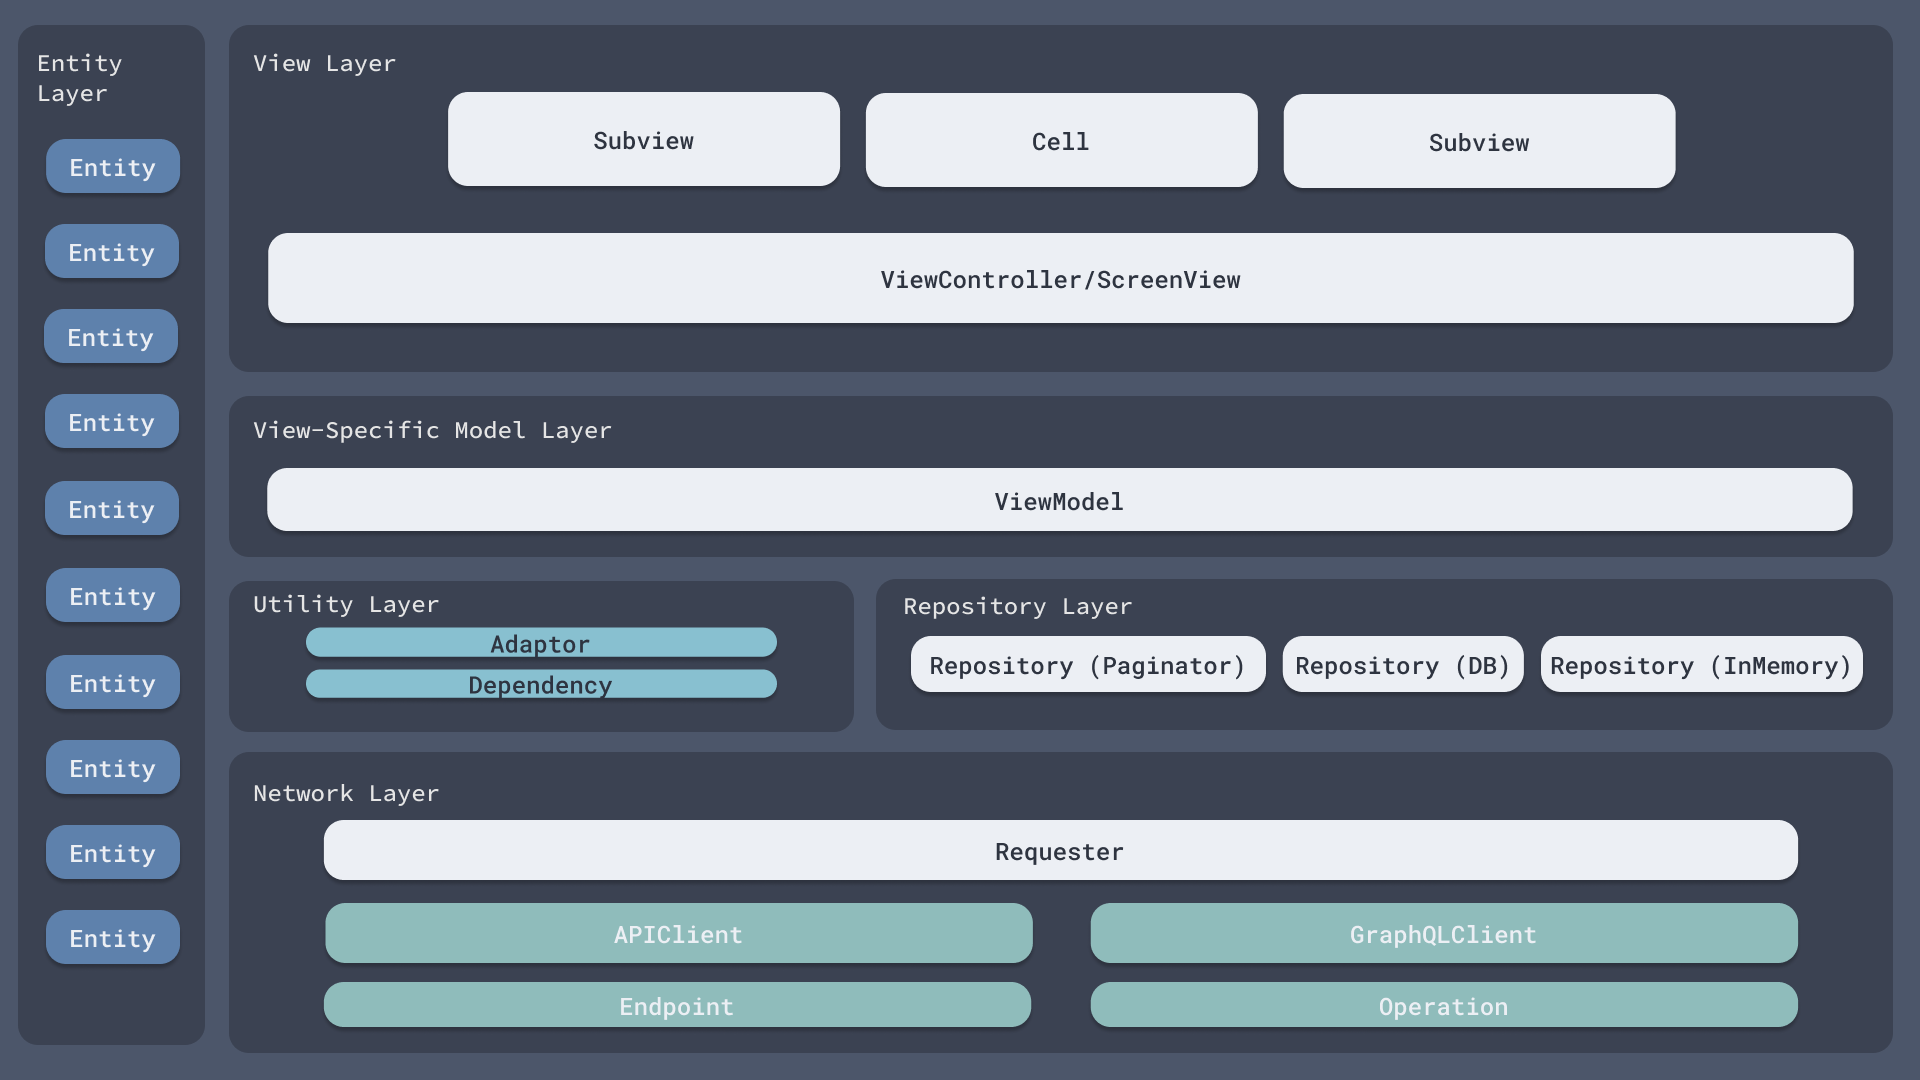 Entity
Layer
Entity
Entity
Entity
Entity
Entity
Entity
Entity
Entity
Entity
Entity
View Layer
Subview
Cell
Subview
ViewController/ScreenView
View-Specific Model Layer
ViewModel
Utility Layer
Adaptor
Dependency
Repository Layer
Repository (Paginator)
Repository (DB)
Repository (InMemory)
Network Layer
Requester
APIClient
GraphQLClient
Endpoint
Operation